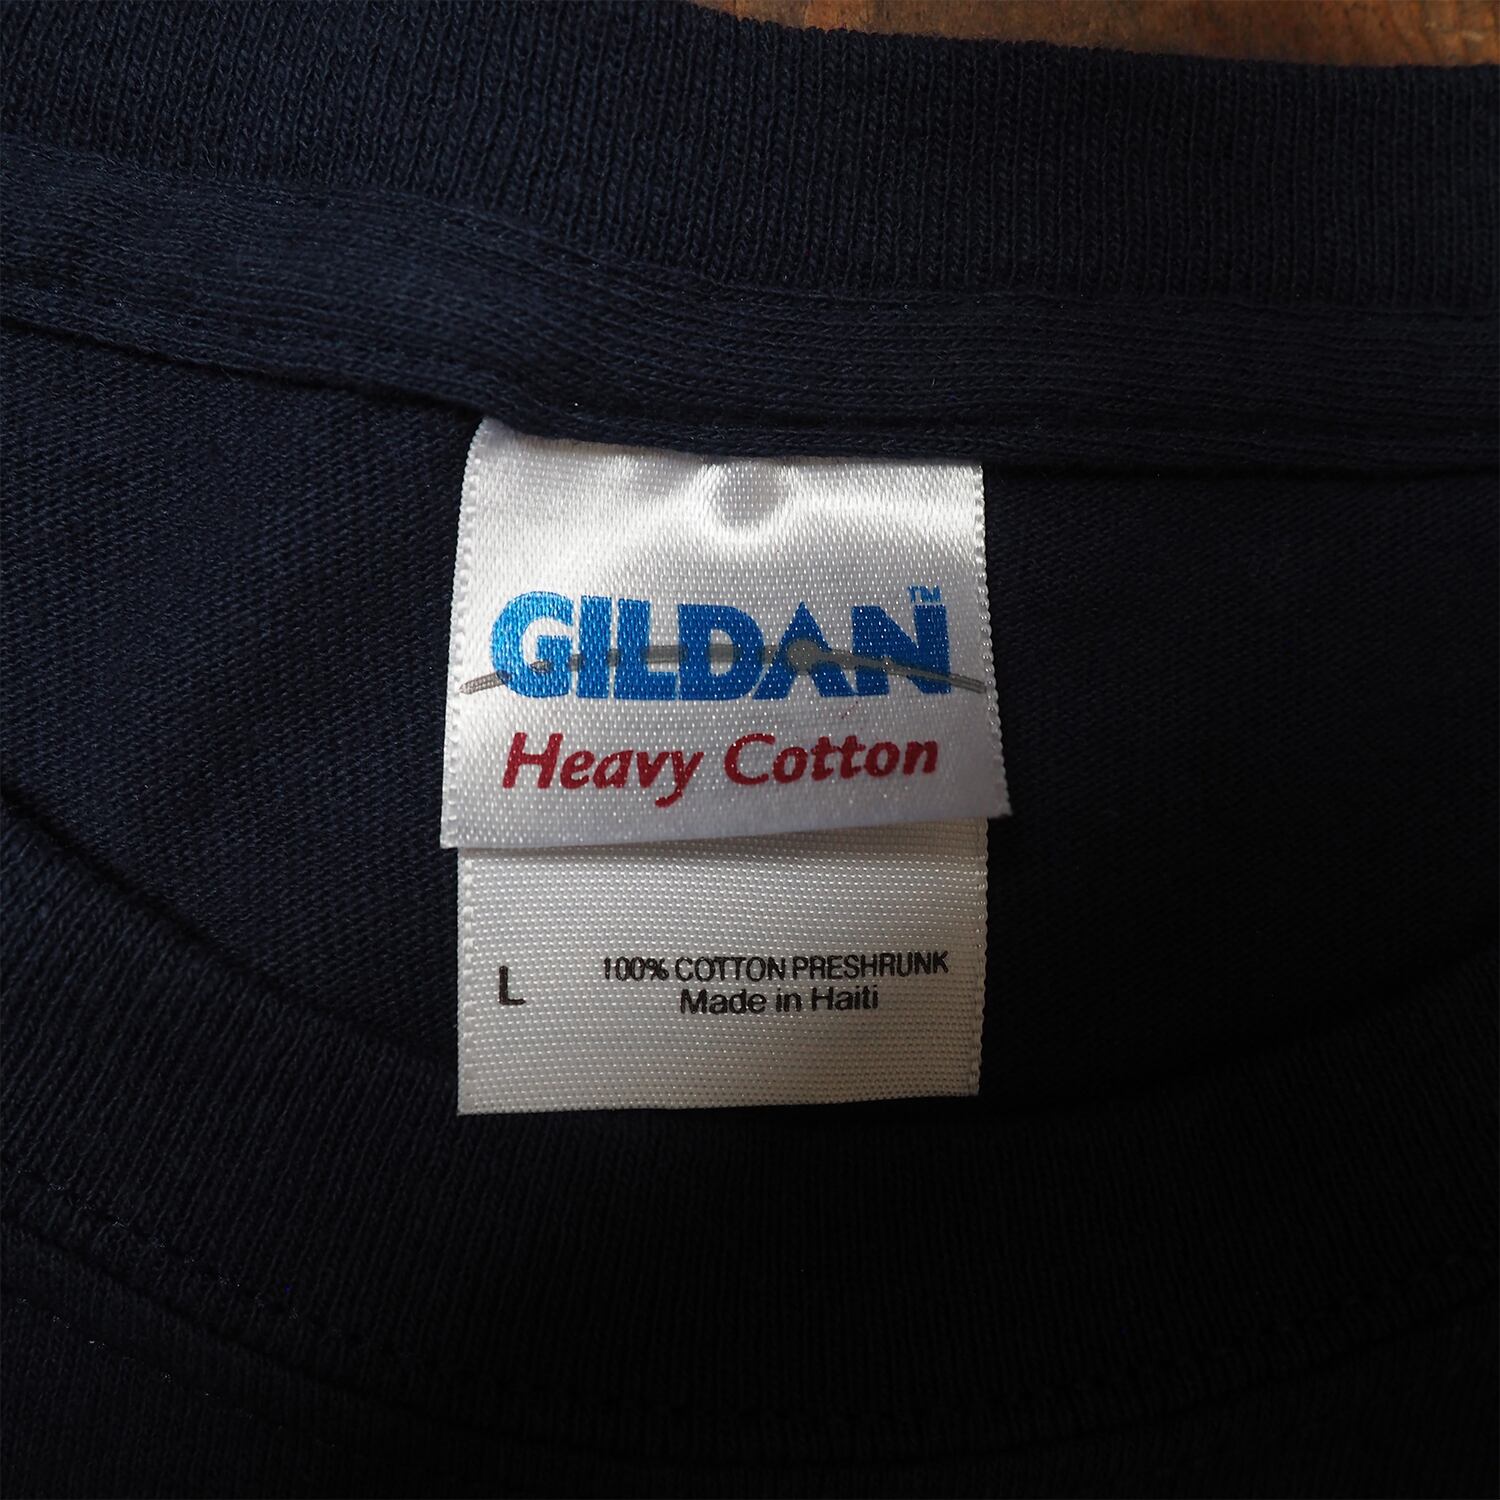 GILDAN™
Heavy Cotton
L
100% COTTON PRESHRUNK
Made in Haiti